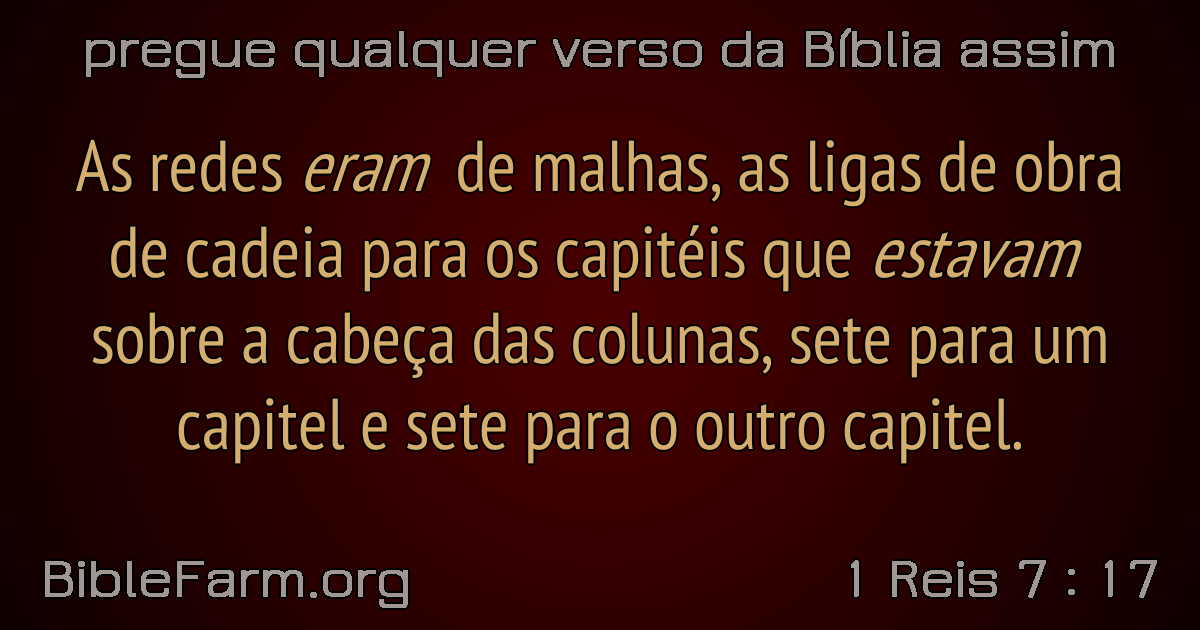 pregue qualquer verso da Bíblia assim
As redes eram de malhas, as ligas de obra
de cadeia para os capitéis que estavam
sobre a cabeça das colunas, sete para um
capitel e sete para o outro capitel.
BibleFarm.org
1 Reis 7 : 17